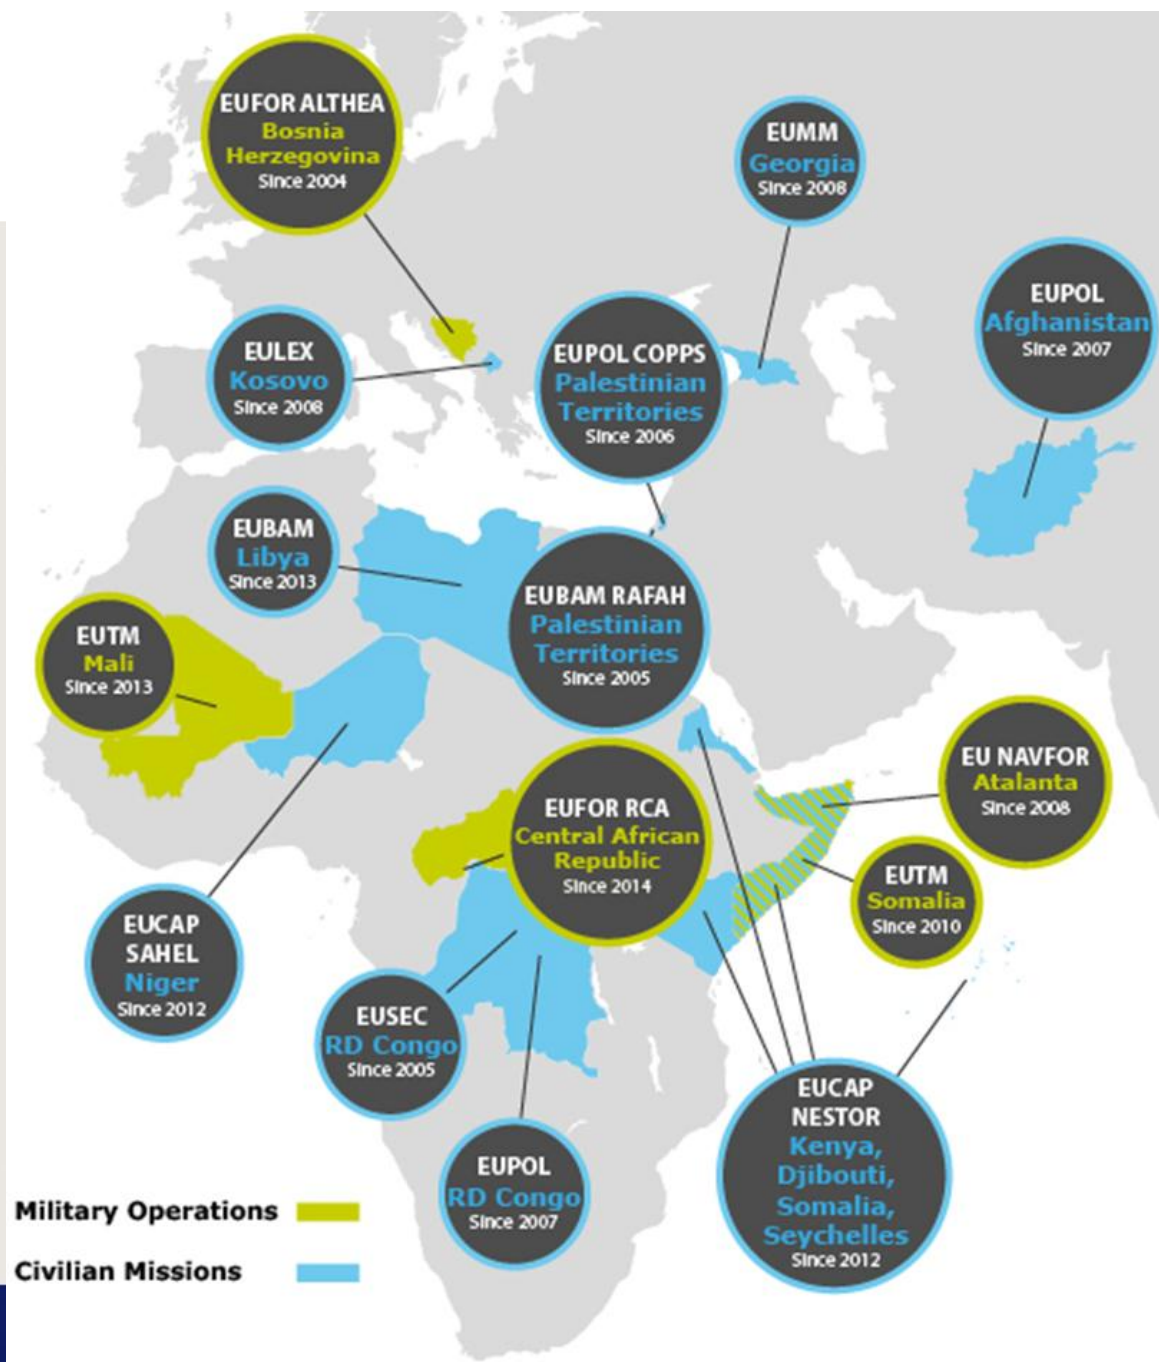 EUFOR ALTHEA
Bosnia
Herzegovina
Since 2004
EUMM
Georgia
Since 2008
EUPOL
Afghanistan
Since 2007
EULEX
Kosovo
Since 2008
EUPOL COPPS
Palestinian
Territories
Since 2006
EUBAM
Libya
Since 2013
EUBAM RAFAH
Palestinian
Territories
Since 2005
EUTM
Mali
Since 2013
EU NAVFOR
Atalanta
Since 2008
EUFOR RCA
Central African
Republic
Since 2014
EUTM
Somalia
Since 2010
EUCAP
SAHEL
Niger
Since 2012
EUSEC
RD Congo
Since 2005
EUPOL
RD Congo
Since 2007
EUCAP
NESTOR
Kenya,
Djibouti,
Somalia,
Seychelles
Since 2012
Military Operations
Civilian Missions